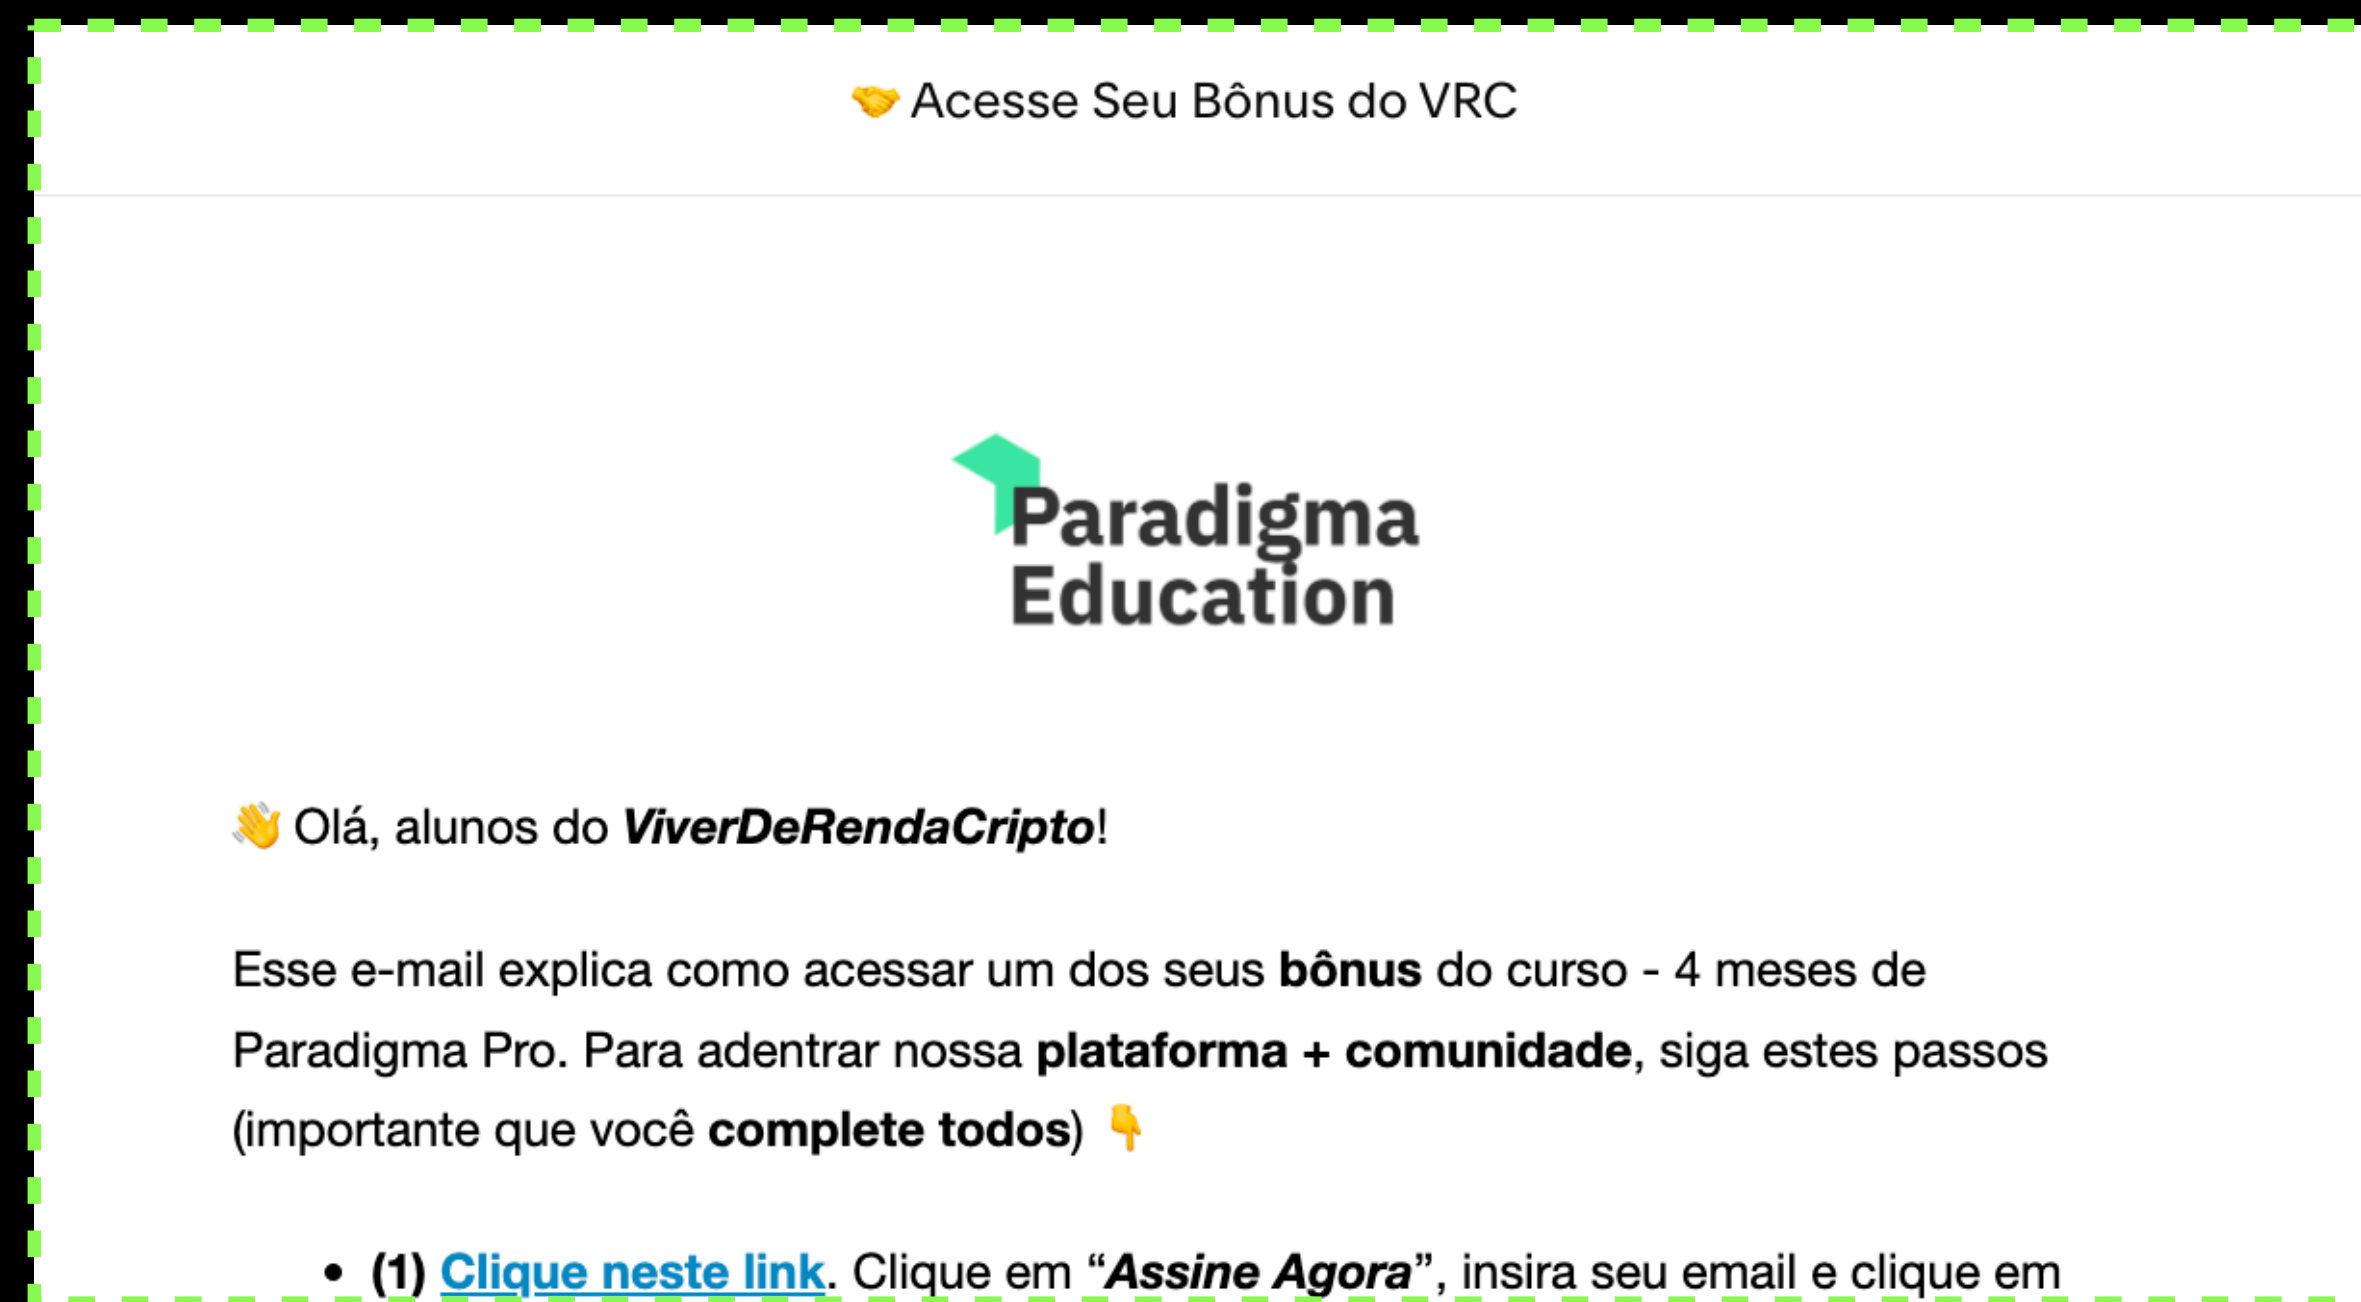 🤝 Acesse Seu Bônus do VRC
Paradigma
Education
👋 Olá, alunos do ViverDeRendaCripto!
Esse e-mail explica como acessar um dos seus bônus do curso - 4 meses de
Paradigma Pro. Para adentrar nossa plataforma + comunidade, siga estes passos
(importante que você complete todos) 👇
• (1) Clique neste link. Clique em “Assine Agora”, insira seu email e clique em